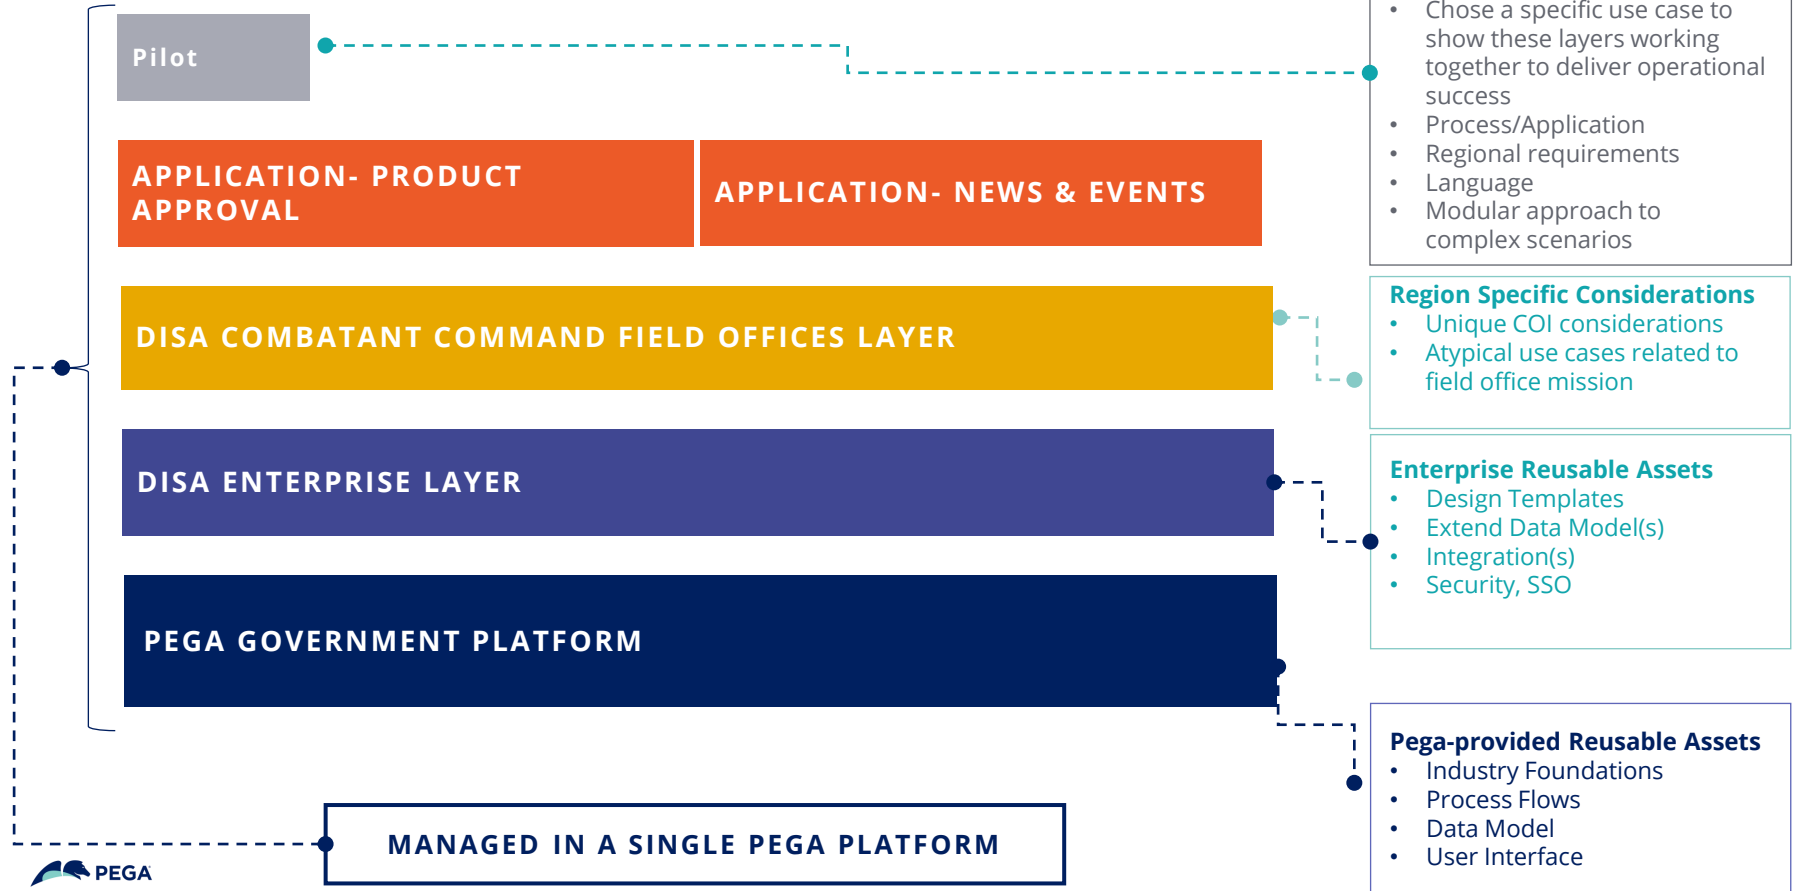 Pilot
APPLICATION- PRODUCT
APPROVAL
APPLICATION- NEWS & EVENTS
DISA COMBATANT COMMAND FIELD OFFICES LAYER
DISA ENTERPRISE LAYER
PEGA GOVERNMENT PLATFORM
MANAGED IN A SINGLE PEGA PLATFORM
PEGA
• Chose a specific use case to
show these layers working
together to deliver operational
success
• Process/Application
• Regional requirements
• Language
• Modular approach to
complex scenarios
Region Specific Considerations
• Unique COI considerations
• Atypical use cases related to
field office mission
Enterprise Reusable Assets
• Design Templates
• Extend Data Model(s)
• Integration(s)
• Security, SSO
Pega-provided Reusable Assets
• Industry Foundations
• Process Flows
• Data Model
• User Interface